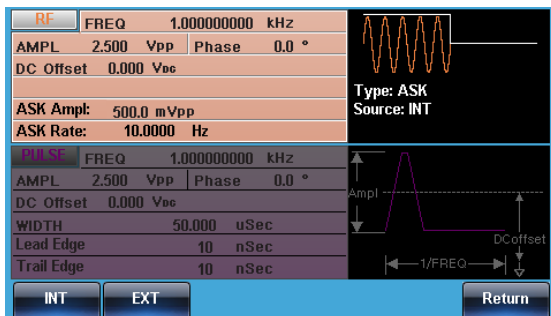 RF FREQ 1.000000000 kHz
AMPL 2.500 Vpp Phase 0.0 °
DC Offset 0.000 VDC
ASK Ampl: 500.0 mVpp
ASK Rate: 10.0000 Hz
Type: ASK
Source: INT
PULSE FREQ 1.000000000 kHz
AMPL 2.500 Vpp Phase 0.0 °
DC Offset 0.000 VDC
WIDTH 50.000 uSec
Lead Edge 10 nSec
Trail Edge 10 nSec
Ampl
DCoffset
1/FREQ
INT EXT Return